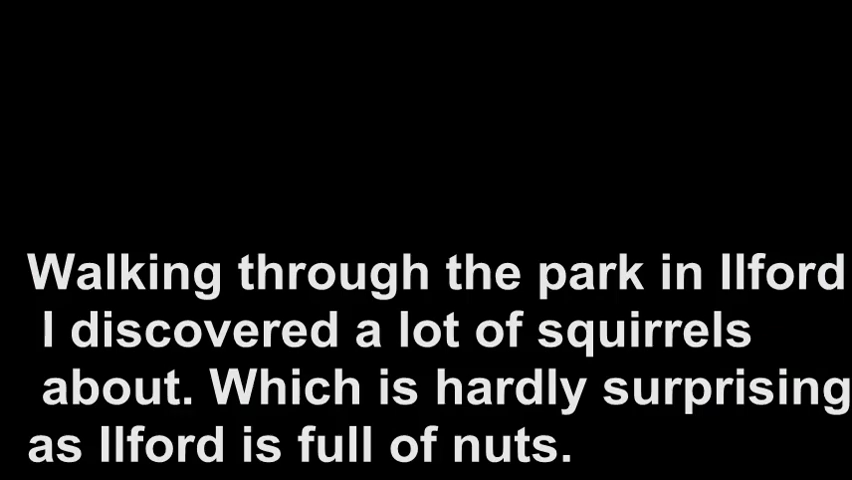 Walking through the park in Ilford
I discovered a lot of squirrels
about. Which is hardly surprising
as Ilford is full of nuts.